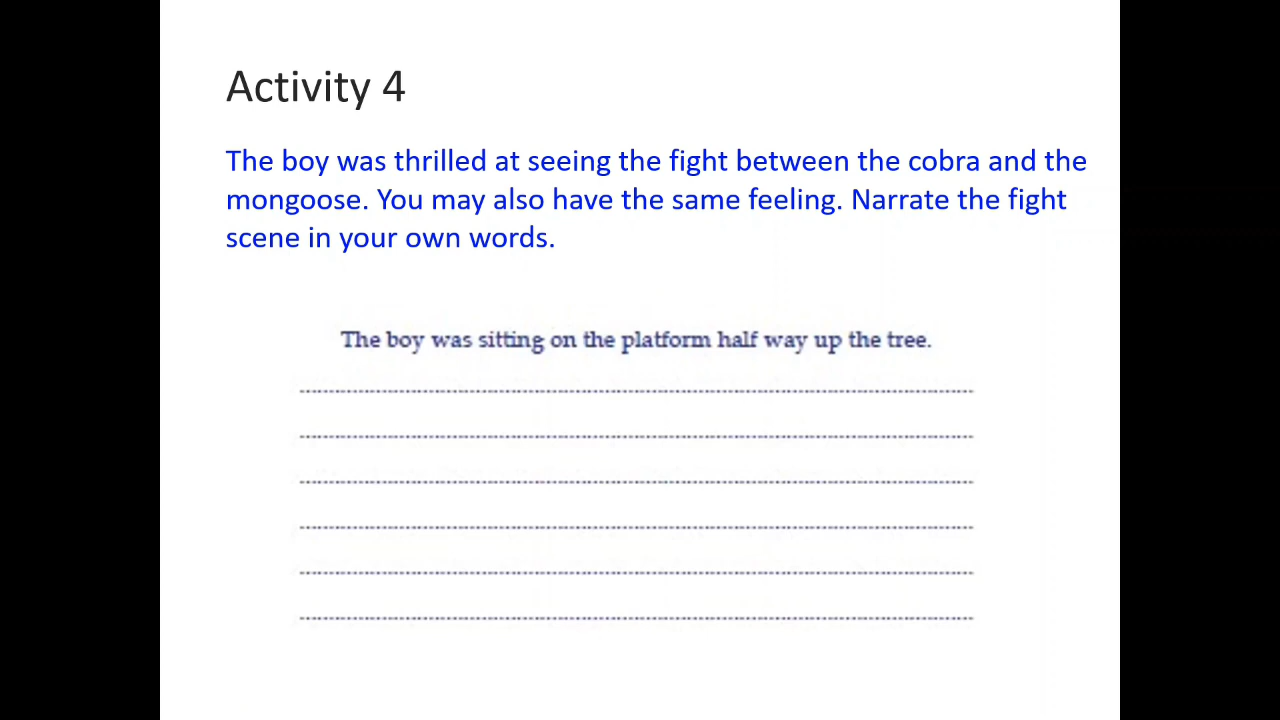 Activity 4
The boy was thrilled at seeing the fight between the cobra and the
mongoose. You may also have the same feeling. Narrate the fight
scene in your own words.
The boy was sitting on the platform half way up the tree.